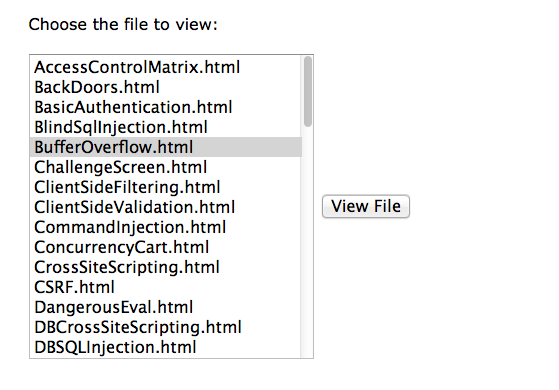 Choose the file to view:
AccessControlMatrix.html
BackDoors.html
BasicAuthentication.html
BlindSqlInjection.html
BufferOverflow.html
ChallengeScreen.html
ClientSideFiltering.html
ClientSideValidation.html
View File
CommandInjection.html
ConcurrencyCart.html
CrossSiteScripting.html
CSRF.html
DangerousEval.html
DBCrossSiteScripting.html
DBSQLInjection.html